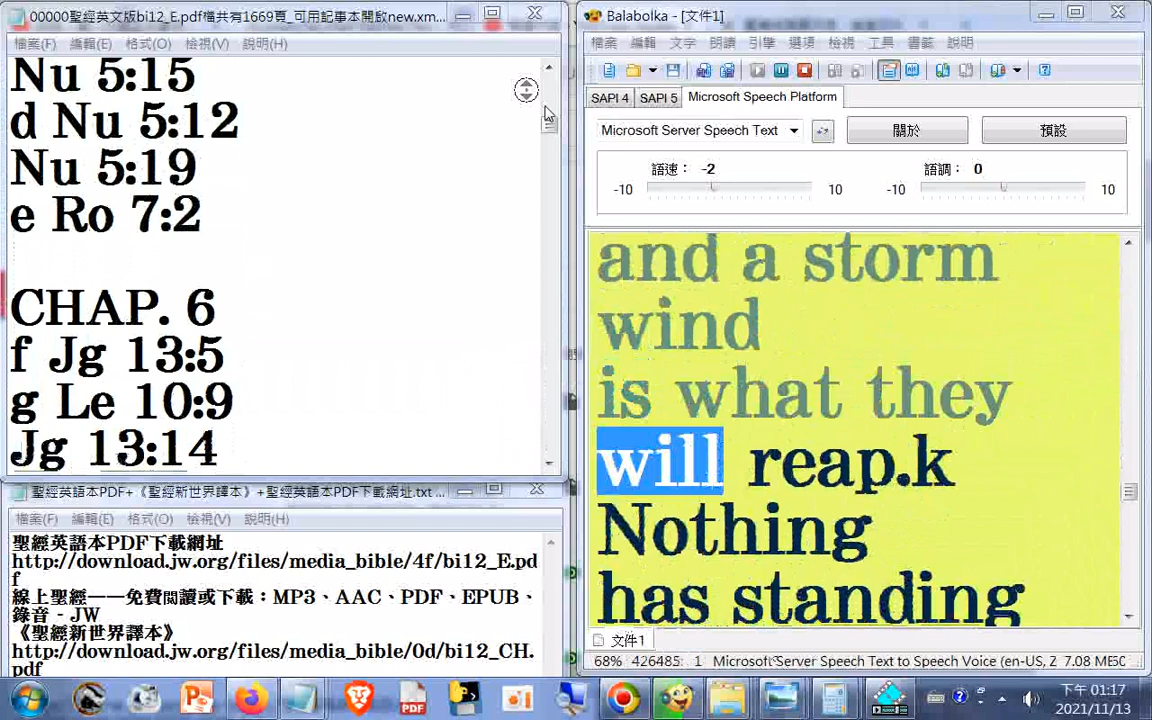 00000聖經英文版bi12_E.pdf檔共有1669頁_可用記事本開啟new.xm...
檔案(F) 編輯(E) 格式(O) 檢視(V) 說明(H)
Nu 5:15
d Nu 5:12
Nu 5:19
e Ro 7:2
CHAP. 6
f Jg 13:5
g Le 10:9
Jg 13:14
聖經英語本PDF+《聖經新世界譯本》+聖經英語本PDF下載網址.txt ...
檔案(F) 編輯(E) 格式(O) 檢視(V) 說明(H)
聖經英語本PDF下載網址
http://download.jw.org/files/media_bible/4f/bi12_E.pd
f
線上聖經——免費閱讀或下載：MP3、AAC、PDF、EPUB、
錄音 - JW
《聖經新世界譯本》
http://download.jw.org/files/media_bible/0d/bi12_CH.
pdf
Balabolka - [文件1]
檔案 編輯 文字 朗讀 引擎 選項 檢視 工具 書籤 說明
SAPI 4 SAPI 5 Microsoft Speech Platform
Microsoft Server Speech Text 關於 預設
語速： -2 語調： 0
-10 10 -10 10
and a storm
wind
is what they
will reap.k
Nothing
has standing
文件1
68% 426485: 1 Microsoft Server Speech Text to Speech Voice (en-US, Z 7.08 ME
下午 01:17
2021/11/13